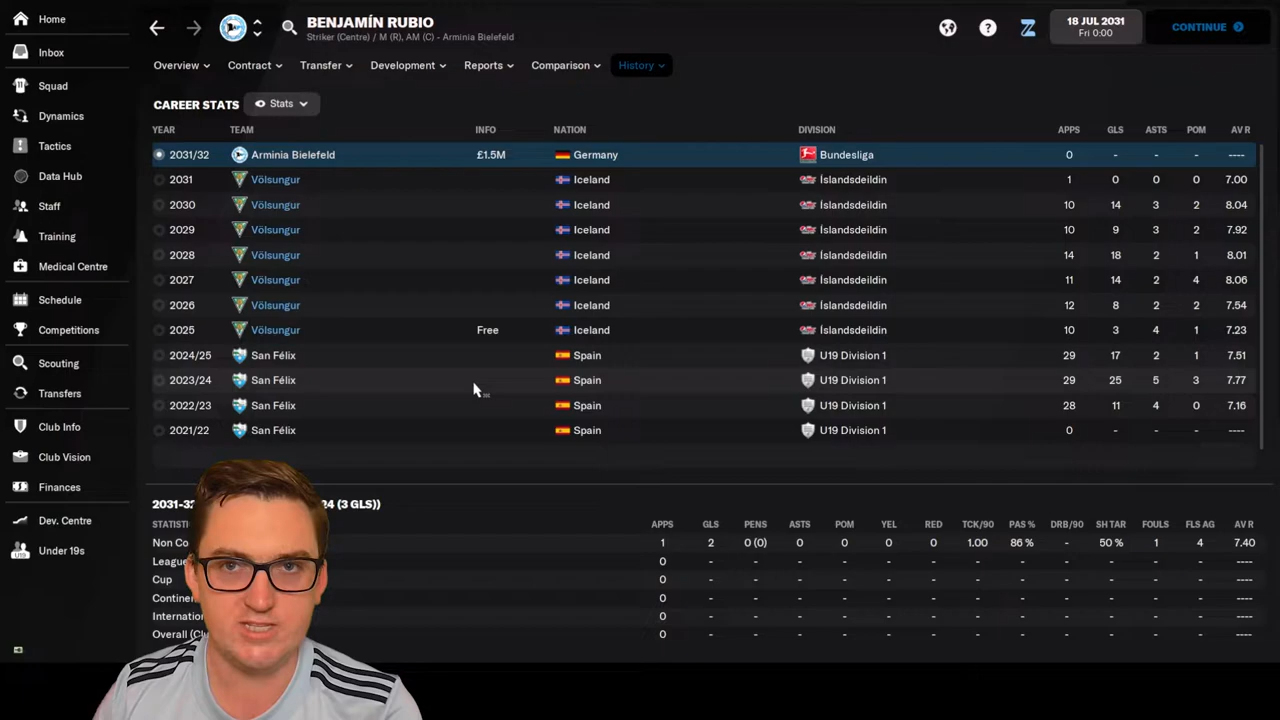 Home
BENJAMÍN RUBIO
Striker (Centre) / M (R), AM (C) - Arminia Bielefeld
18 JUL 2031
Fri 0:00
CONTINUE
Inbox
Squad
Dynamics
Tactics
Data Hub
Staff
Training
Medical Centre
Schedule
Competitions
Scouting
Transfers
Club Info
Club Vision
Finances
Dev. Centre
Under 19s
Overview Contract Transfer Development Reports Comparison History
CAREER STATS Stats
YEAR TEAM INFO NATION DIVISION APPS GLS ASTS POM AV R
2031/32 Arminia Bielefeld £1.5M Germany Bundesliga 0 - - - ----
2031 Völsungur Iceland Íslandsdeildin 1 0 0 0 7.00
2030 Völsungur Iceland Íslandsdeildin 10 14 3 2 8.04
2029 Völsungur Iceland Íslandsdeildin 10 9 3 2 7.92
2028 Völsungur Iceland Íslandsdeildin 14 18 2 1 8.01
2027 Völsungur Iceland Íslandsdeildin 11 14 2 4 8.06
2026 Völsungur Iceland Íslandsdeildin 12 8 2 2 7.54
2025 Völsungur Free Iceland Íslandsdeildin 10 3 4 1 7.23
2024/25 San Félix Spain U19 Division 1 29 17 2 1 7.51
2023/24 San Félix Spain U19 Division 1 29 25 5 3 7.77
2022/23 San Félix Spain U19 Division 1 28 11 4 0 7.16
2021/22 San Félix Spain U19 Division 1 0 - - - ----
2031-32 24 (3 GLS))
STATIS APPS GLS PENS ASTS POM YEL RED TCK/90 PAS % DRB/90 SH TAR FOULS FLS AG AV R
Non Co 1 2 0 (0) 0 0 0 0 1.00 86 % - 50 % 1 4 7.40
League 0 - - - - - - - - - - - - ----
Cup 0 - - - - - - - - - - - - ----
Continen 0 - - - - - - - - - - - - ----
Internation 0 - - - - - - - - - - - - ----
Overall (Clu 0 - - - - - - - - - - - - ----